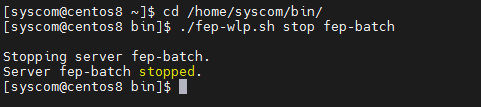 [syscom@centos8 ~]$ cd /home/syscom/bin/
[syscom@centos8 bin]$ ./fep-wlp.sh stop fep-batch
Stopping server fep-batch.
Server fep-batch stopped.
[syscom@centos8 bin]$